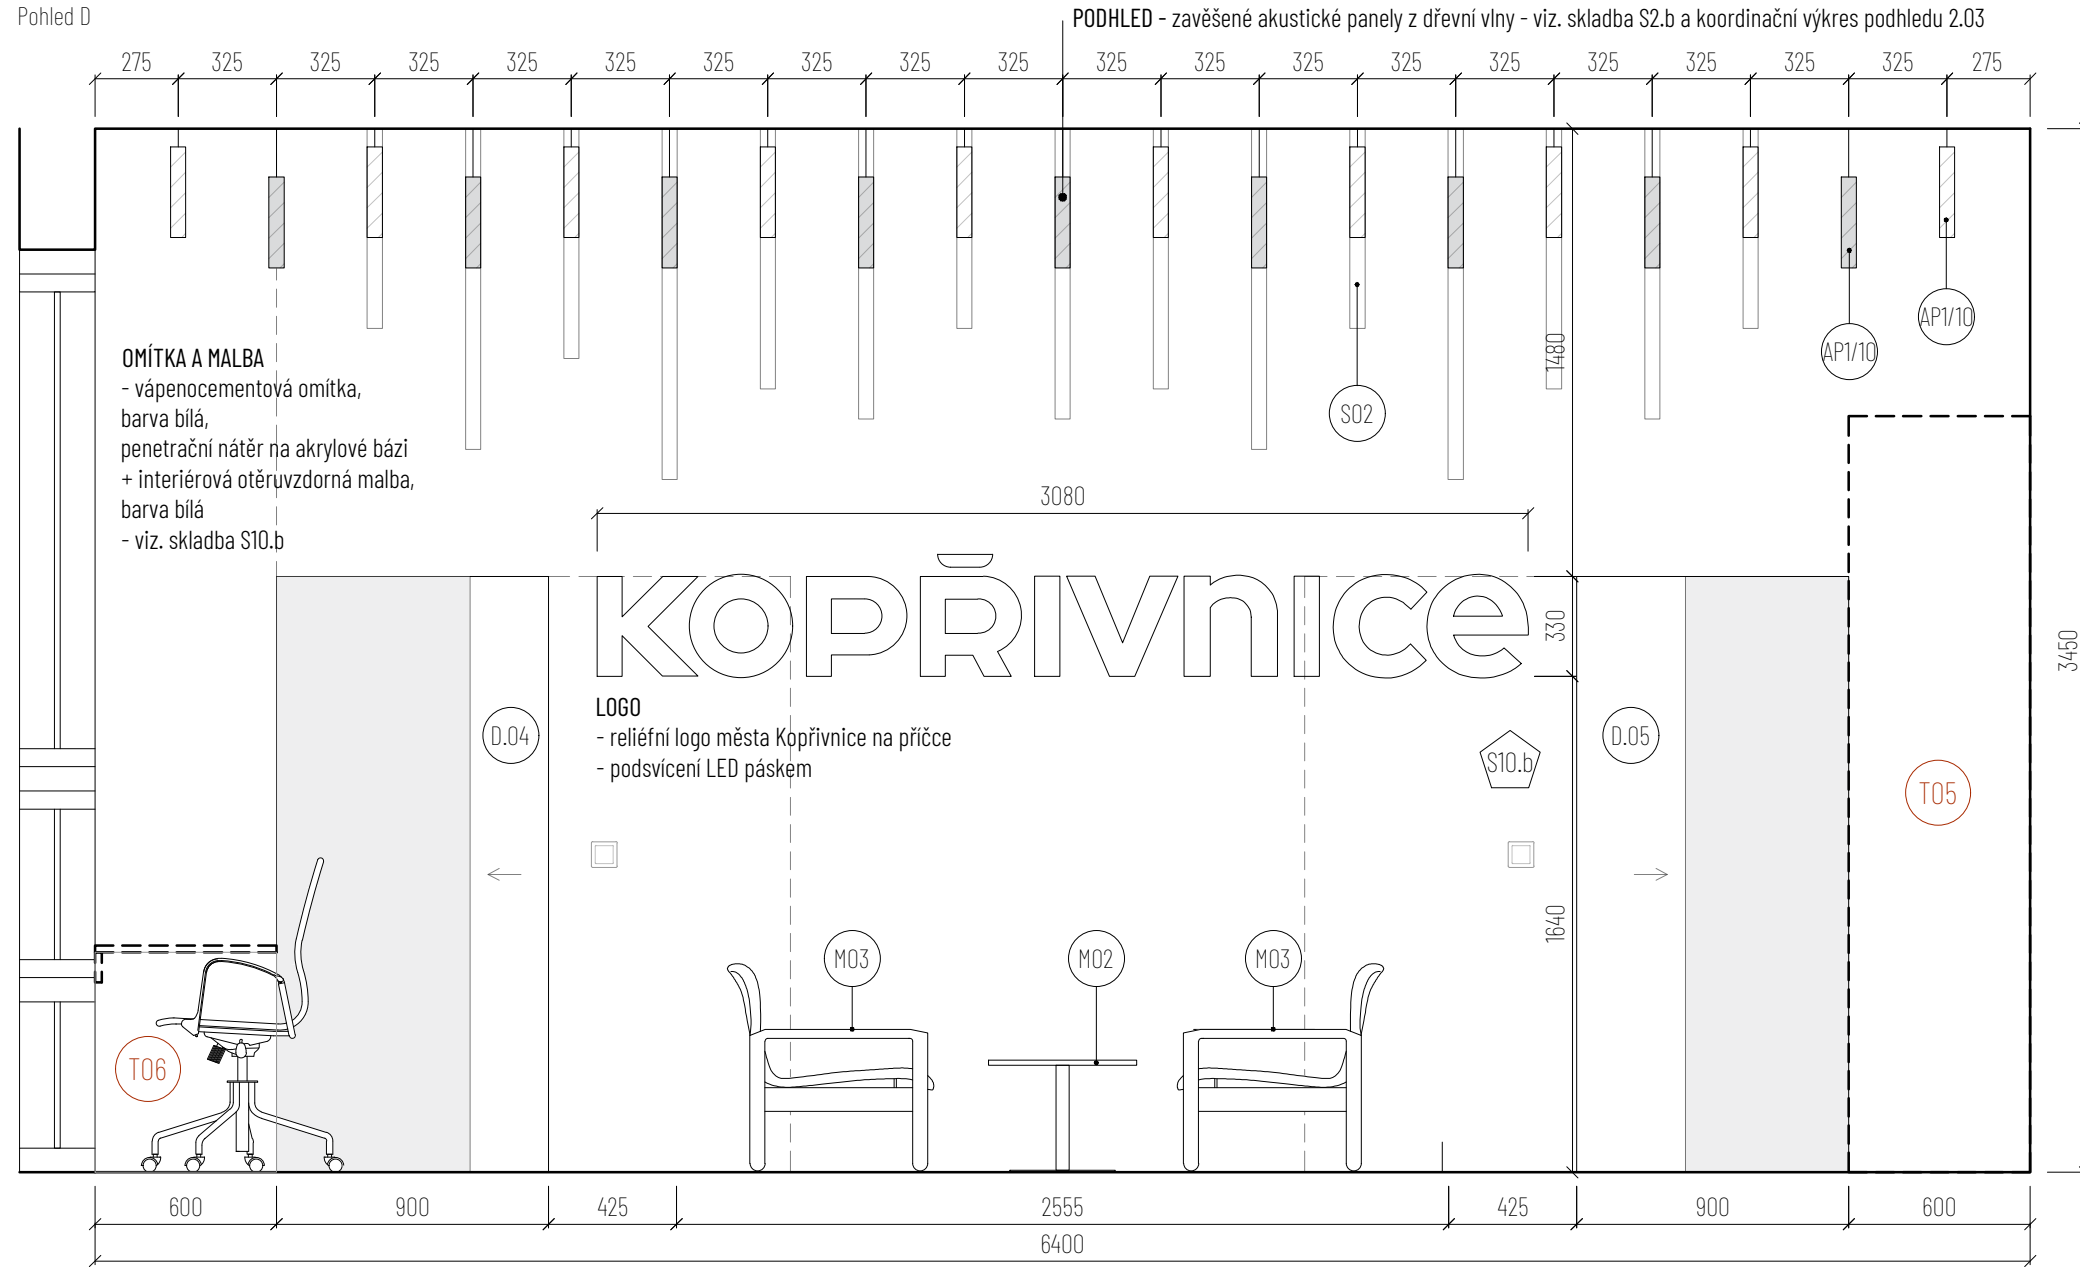 Pohled D
PODHLED - zavěšené akustické panely z dřevní vlny - viz. skladba S2.b a koordinační výkres podhledu 2.03
275 325 325 325 325 325 325 325 325 325 325 325 325 325 325 325 325 325 325 275
OMÍTKA A MALBA
- vápenocementová omítka,
barva bílá,
penetrační nátěr na akrylové bázi
+ interiérová otěruvzdorná malba,
barva bílá
- viz. skladba S10.b
1480
AP1/10
AP1/10
S02
3080
KOPŘIVNICE
330
3450
LOGO
- reliéfní logo města Kopřivnice na příčce
- podsvícení LED páskem
D.04
S10.b
D.05
T05
1640
M03
M02
M03
T06
600 900 425 2555 425 900 600
6400